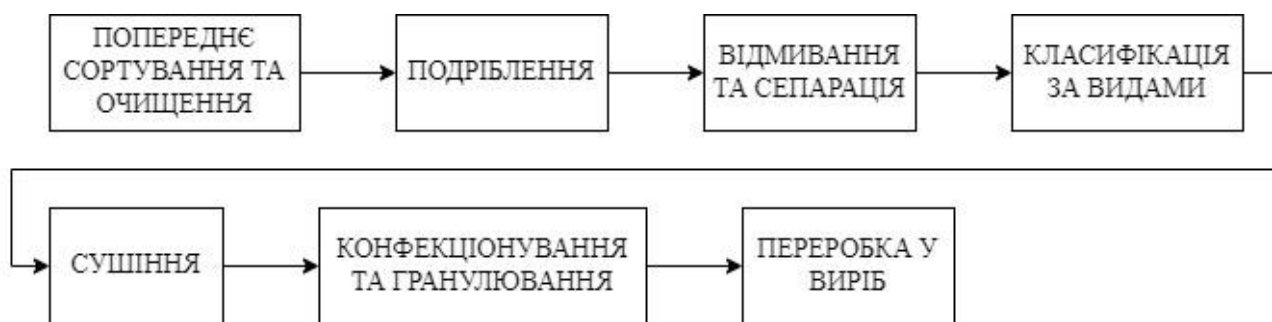 ПОПЕРЕДНЄ
СОРТУВАННЯ ТА
ОЧИЩЕННЯ
ПОДРІБЛЕННЯ
ВІДМИВАННЯ
ТА СЕПАРАЦІЯ
КЛАСИФІКАЦІЯ
ЗА ВИДАМИ
СУШІННЯ
КОНФЕКЦІОНУВАННЯ
ТА ГРАНУЛЮВАННЯ
ПЕРЕРОБКА У
ВИРІБ